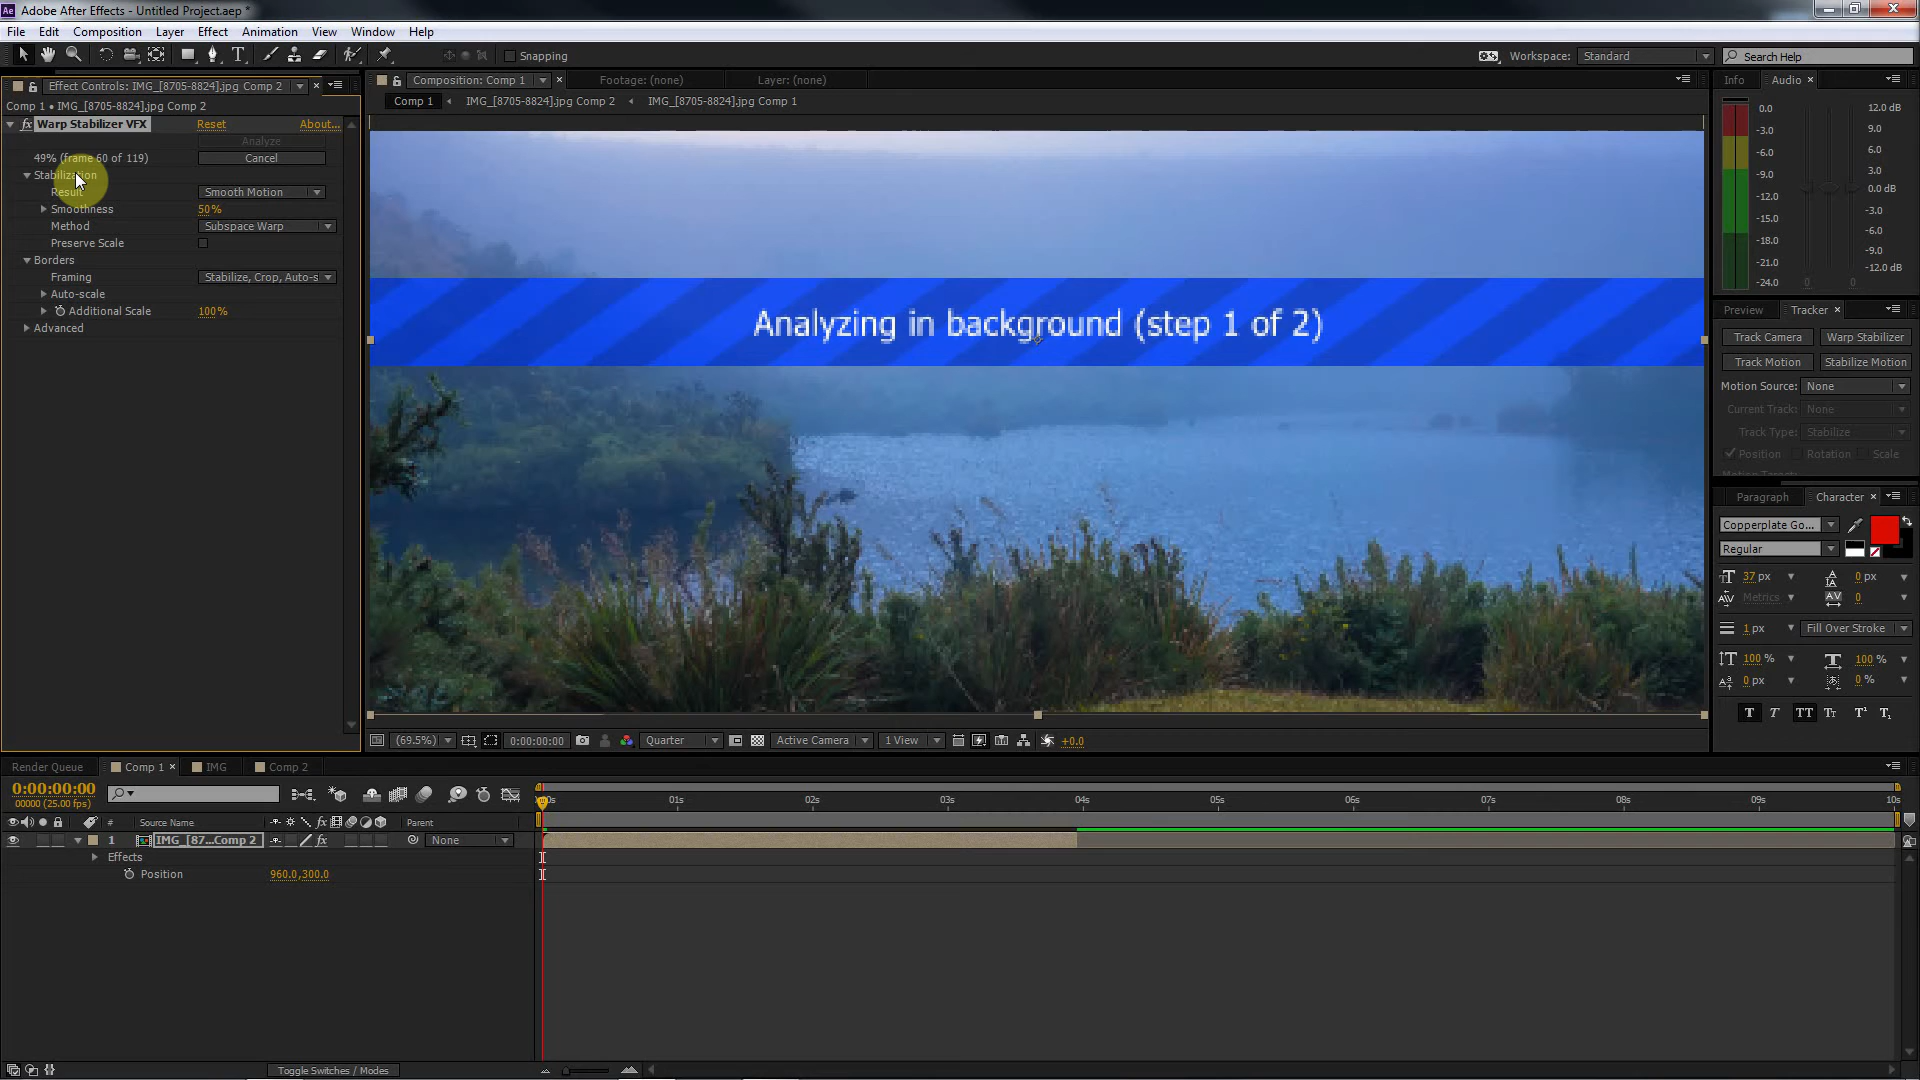 Adobe After Effects - Untitled Project.aep *
File Edit Composition Layer Effect Animation View Window Help
Snapping
Workspace: Standard
Search Help
Effect Controls: IMG_[8705-8824].jpg Comp 2
Comp 1 • IMG_[8705-8824].jpg Comp 2
fx Warp Stabilizer VFX Reset About...
Analyze
49% (frame 60 of 119) Cancel
Stabilization
Result Smooth Motion
Smoothness 50%
Method Subspace Warp
Preserve Scale
Borders
Framing Stabilize, Crop, Auto-s
Auto-scale
Additional Scale 100%
Advanced
Composition: Comp 1 Footage: (none) Layer: (none)
Comp 1 IMG_[8705-8824].jpg Comp 2 IMG_[8705-8824].jpg Comp 1
Analyzing in background (step 1 of 2)
(69.5%) 0:00:00:00 Quarter Active Camera 1 View +0.0
Info Audio
0.0 12.0 dB
-3.0 9.0
-6.0 6.0
-9.0 3.0
-12.0 0.0 dB
-15.0 -3.0
-18.0 -6.0
-21.0 -9.0
-24.0 -12.0 dB
0 0
Preview Tracker
Track Camera Warp Stabilizer
Track Motion Stabilize Motion
Motion Source: None
Current Track: None
Track Type: Stabilize
Position Rotation Scale
Motion Target:
Paragraph Character
Copperplate Go...
Regular
37 px 0 px
Metrics 0
1 px Fill Over Stroke
100 % 100 %
0 px 0 %
T T TT Tt T¹ T₁
Render Queue Comp 1 IMG Comp 2
0:00:00:00
00000 (25.00 fps)
# Source Name Parent
1 IMG_[87...Comp 2 None
Effects
Position 960.0,300.0
01s 02s 03s 04s 05s 06s 07s 08s 09s 10s
Toggle Switches / Modes